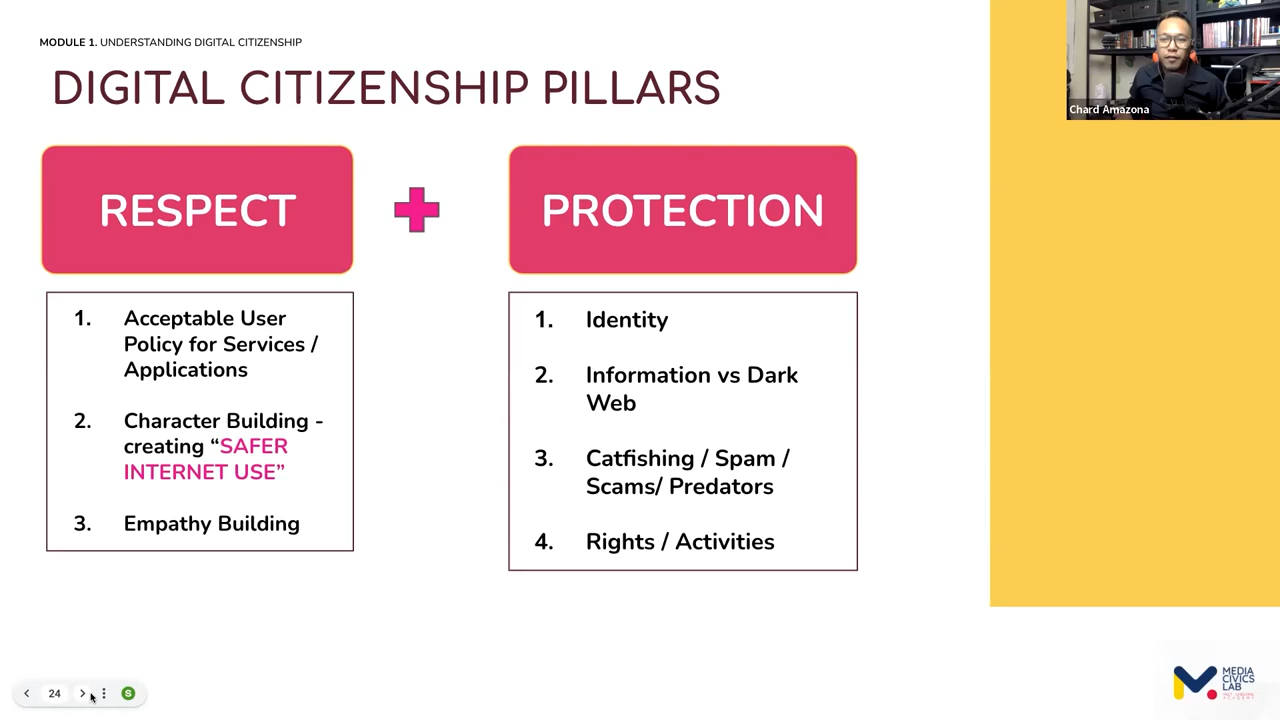 MODULE 1. UNDERSTANDING DIGITAL CITIZENSHIP
DIGITAL CITIZENSHIP PILLARS
Chard Amazona
RESPECT
PROTECTION
1. Acceptable User
Policy for Services /
Applications
2. Character Building -
creating “SAFER
INTERNET USE”
3. Empathy Building
1. Identity
2. Information vs Dark
Web
3. Catfishing / Spam /
Scams/ Predators
4. Rights / Activities
24
S
MEDIA
CIVICS
LAB